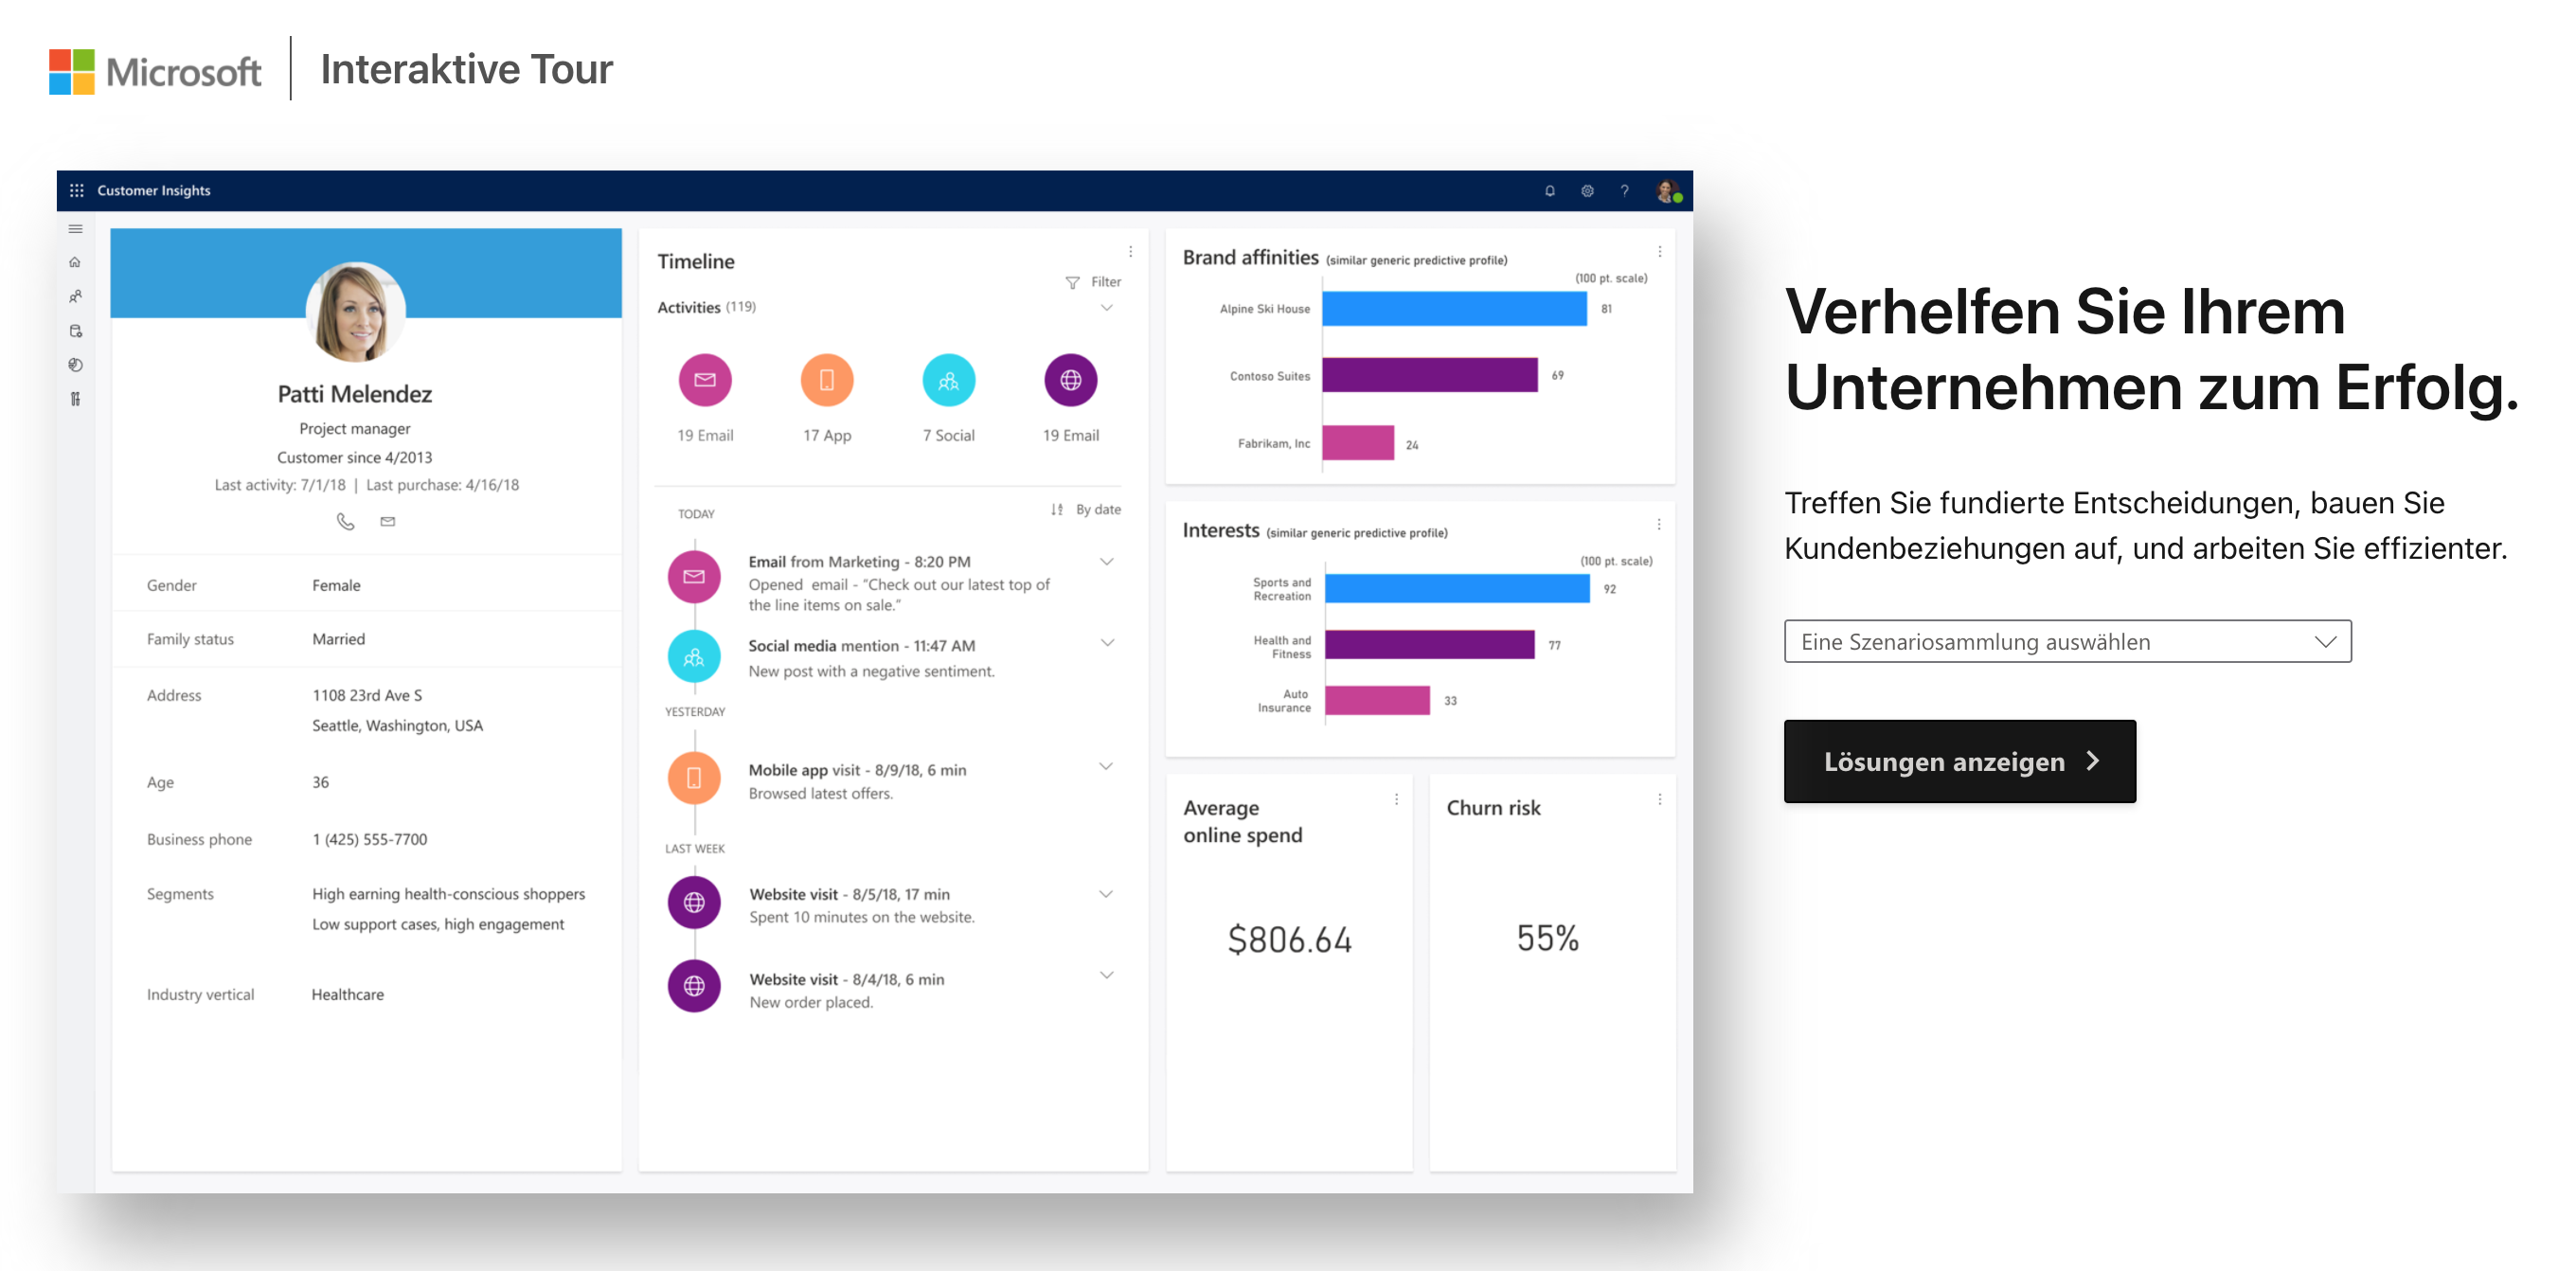 Microsoft
Interaktive Tour
Customer Insights
?
Patti Melendez
Project manager
Customer since 4/2013
Last activity: 7/1/18 | Last purchase: 4/16/18
Gender Female
Family status Married
Address 1108 23rd Ave S
Seattle, Washington, USA
Age 36
Business phone 1 (425) 555-7700
Segments High earning health-conscious shoppers
Low support cases, high engagement
Industry vertical Healthcare
Timeline
Filter
Activities (119)
19 Email 17 App 7 Social 19 Email
TODAY By date
Email from Marketing - 8:20 PM
Opened email - "Check out our latest top of
the line items on sale."
Social media mention - 11:47 AM
New post with a negative sentiment.
YESTERDAY
Mobile app visit - 8/9/18, 6 min
Browsed latest offers.
LAST WEEK
Website visit - 8/5/18, 17 min
Spent 10 minutes on the website.
Website visit - 8/4/18, 6 min
New order placed.
Brand affinities (similar generic predictive profile)
(100 pt. scale)
Alpine Ski House 81
Contoso Suites 69
Fabrikam, Inc 24
Interests (similar generic predictive profile)
(100 pt. scale)
Sports and
Recreation 92
Health and
Fitness 77
Auto
Insurance 33
Average
online spend
$806.64
Churn risk
55%
Verhelfen Sie Ihrem
Unternehmen zum Erfolg.
Treffen Sie fundierte Entscheidungen, bauen Sie
Kundenbeziehungen auf, und arbeiten Sie effizienter.
Eine Szenariosammlung auswählen
Lösungen anzeigen